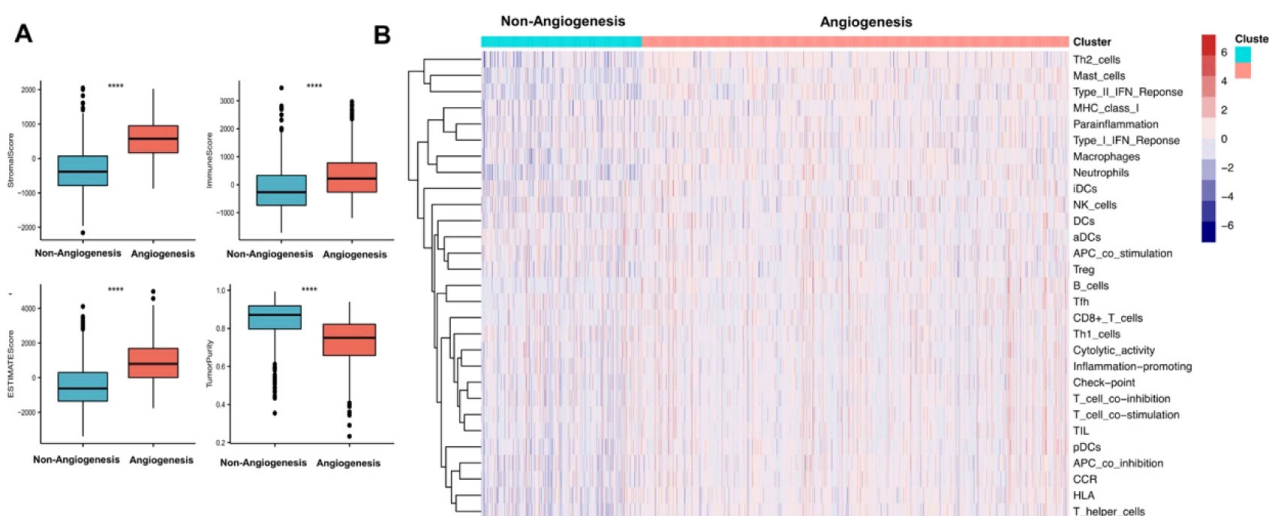 A
StromalScore
2000
1000
0
−1000
−2000
****
Non-Angiogenesis Angiogenesis
ImmuneScore
3000
2000
1000
0
−1000
****
Non-Angiogenesis Angiogenesis
ESTIMATEScore
4000
2000
0
−2000
****
Non-Angiogenesis Angiogenesis
TumorPurity
1.0
0.8
0.6
0.4
0.2
****
Non-Angiogenesis Angiogenesis
B
Non-Angiogenesis Angiogenesis
Cluster
Th2_cells
Mast_cells
Type_II_IFN_Reponse
MHC_class_I
Parainflammation
Type_I_IFN_Reponse
Macrophages
Neutrophils
iDCs
NK_cells
DCs
aDCs
APC_co_stimulation
Treg
B_cells
Tfh
CD8+_T_cells
Th1_cells
Cytolytic_activity
Inflammation−promoting
Check−point
T_cell_co−inhibition
T_cell_co−stimulation
TIL
pDCs
APC_co_inhibition
CCR
HLA
T_helper_cells
6
4
2
0
−2
−4
−6
Cluste